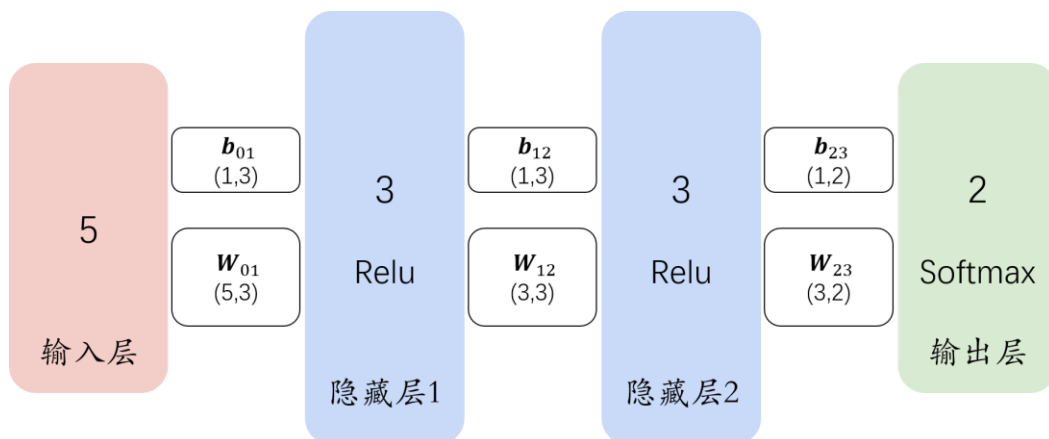 5
输入层
b01
(1,3)
W01
(5,3)
3
Relu
隐藏层1
b12
(1,3)
W12
(3,3)
3
Relu
隐藏层2
b23
(1,2)
W23
(3,2)
2
Softmax
输出层